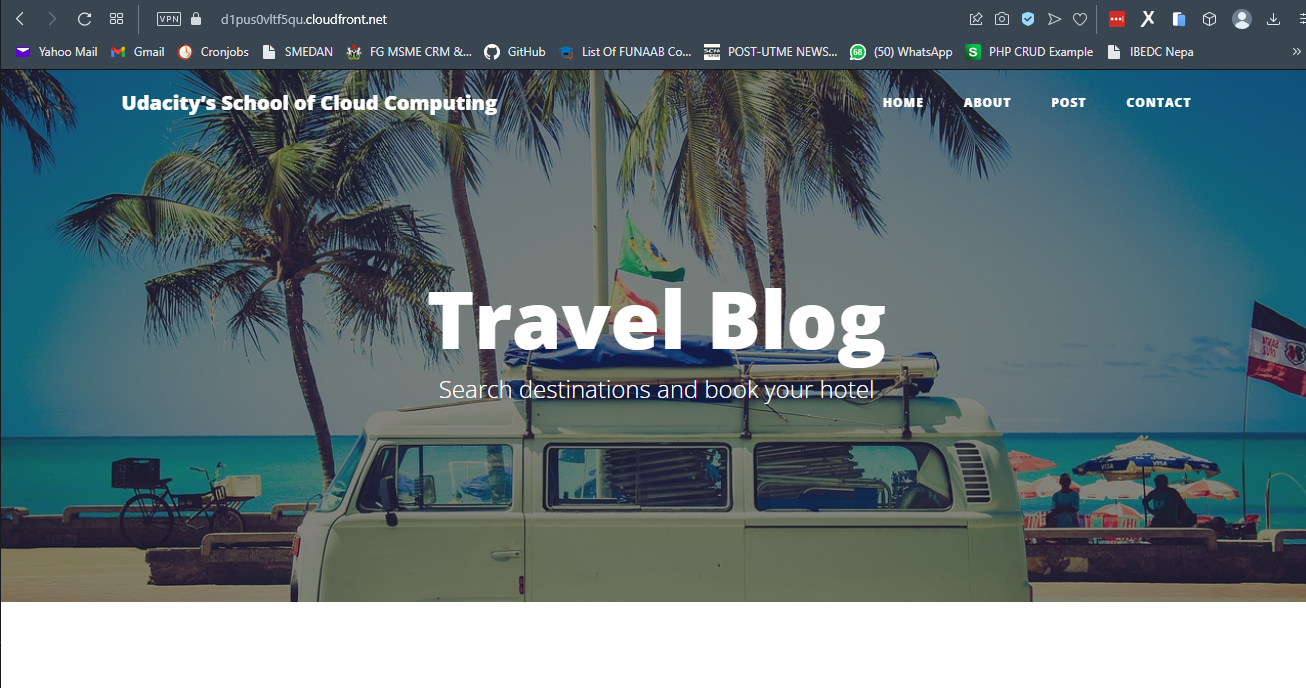 VPN
d1pus0vltf5qu.cloudfront.net
Yahoo Mail
Gmail
Cronjobs
SMEDAN
FG MSME CRM &...
GitHub
List Of FUNAAB Co...
POST-UTME NEWS...
68
(50) WhatsApp
S
PHP CRUD Example
IBEDC Nepa
»
Udacity's School of Cloud Computing
HOME
ABOUT
POST
CONTACT
Travel Blog
Search destinations and book your hotel
VISA